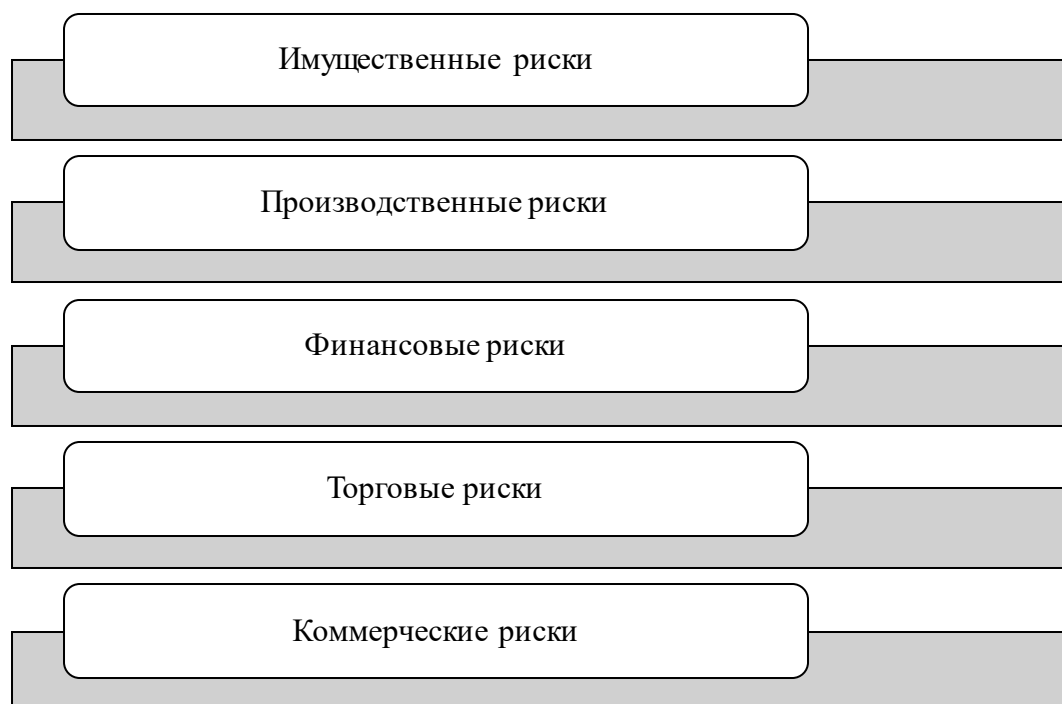 Имущественные риски
Производственные риски
Финансовые риски
Торговые риски
Коммерческие риски